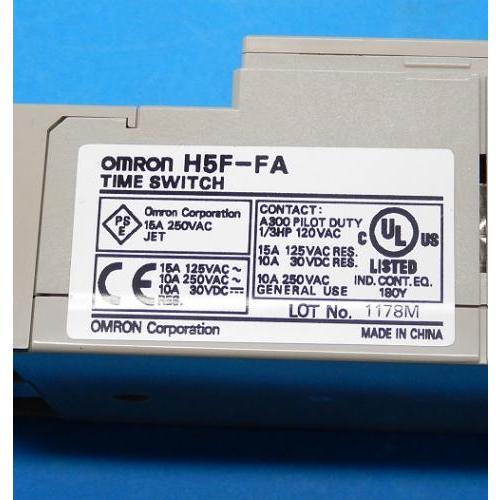 OMRON H5F-FA
TIME SWITCH
PS
E
Omron Corporation
15A 250VAC
JET
CONTACT:
A300 PILOT DUTY
1/3HP 120VAC
15A 125VAC RES.
10A 30VDC RES.
10A 250VAC
GENERAL USE
C UL US
LISTED
IND. CONT. EQ.
180Y
CE
15A 125VAC ~
10A 250VAC ~
10A 30VDC ⎓
RES.
LOT No. 1178M
OMRON Corporation
MADE IN CHINA